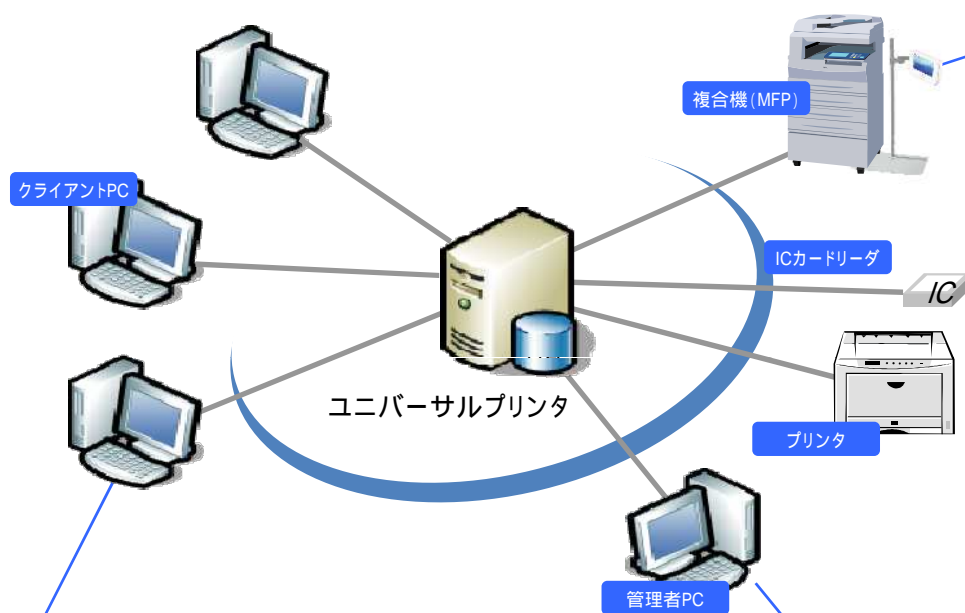 複合機(MFP)
クライアントPC
ICカードリーダ
IC
ユニバーサルプリンタ
プリンタ
管理者PC